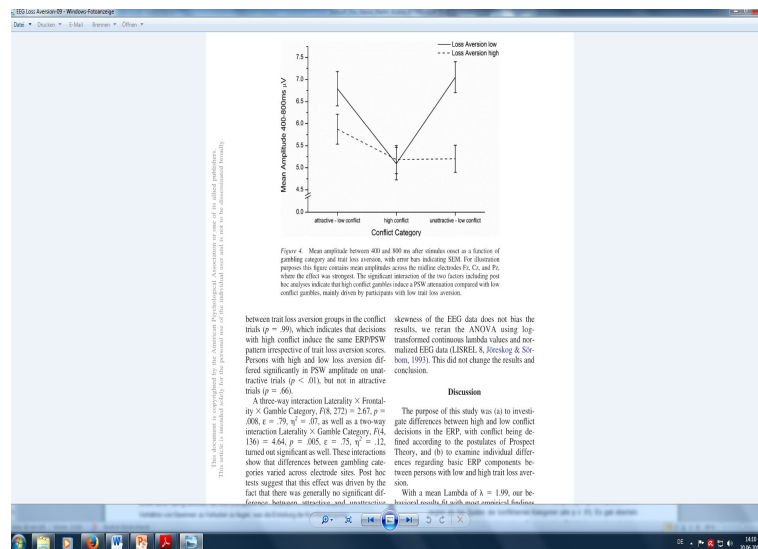 EEG Loss Aversion-09 - Windows-Fotoanzeige
Datei Drucken E-Mail Brennen Öffnen
Loss Aversion low
Loss Aversion high
7.5
7.0
6.5
6.0
5.5
5.0
4.5
0.0
Mean Amplitude 400-800ms µV
attractive - low conflict high conflict unattractive - low conflict
Conflict Category
Figure 4. Mean amplitude between 400 and 800 ms after stimulus onset as a function of
gambling category and trait loss aversion, with error bars indicating SEM. For illustration
purposes this figure contains mean amplitudes across the midline electrodes Fz, Cz, and Pz,
where the effect was strongest. The significant interaction of the two factors including post
hoc analyses indicate that high conflict gambles induce a PSW attenuation compared with low
conflict gambles, mainly driven by participants with low trait loss aversion.
This document is copyrighted by the American Psychological Association or one of its allied publishers.
This article is intended solely for the personal use of the individual user and is not to be disseminated broadly.
between trait loss aversion groups in the conflict
trials (p = .99), which indicates that decisions
with high conflict induce the same ERP/PSW
pattern irrespective of trait loss aversion scores.
Persons with high and low loss aversion dif-
fered significantly in PSW amplitude on unat-
tractive trials (p < .01), but not in attractive
trials (p = .66).
A three-way interaction Laterality × Frontal-
ity × Gamble Category, F(8, 272) = 2.67, p =
.008, ε = .79, η² = .07, as well as a two-way
interaction Laterality × Gamble Category, F(4,
136) = 4.64, p = .005, ε = .75, η² = .12,
turned out significant as well. These interactions
show that differences between gambling cate-
gories varied across electrode sites. Post hoc
tests suggest that this effect was driven by the
fact that there was generally no significant dif-
ference between attractive and unattractive
skewness of the EEG data does not bias the
results, we reran the ANOVA using log-
transformed continuous lambda values and nor-
malized EEG data (LISREL 8, Jöreskog & Sör-
bom, 1993). This did not change the results and
conclusion.
Discussion
The purpose of this study was (a) to investi-
gate differences between high and low conflict
decisions in the ERP, with conflict being de-
fined according to the postulates of Prospect
Theory, and (b) to examine individual differ-
ences regarding basic ERP components be-
tween persons with low and high trait loss aver-
sion.
With a mean Lambda of λ = 1.99, our be-
havioral results fit with most empirical findings
DE
14:10